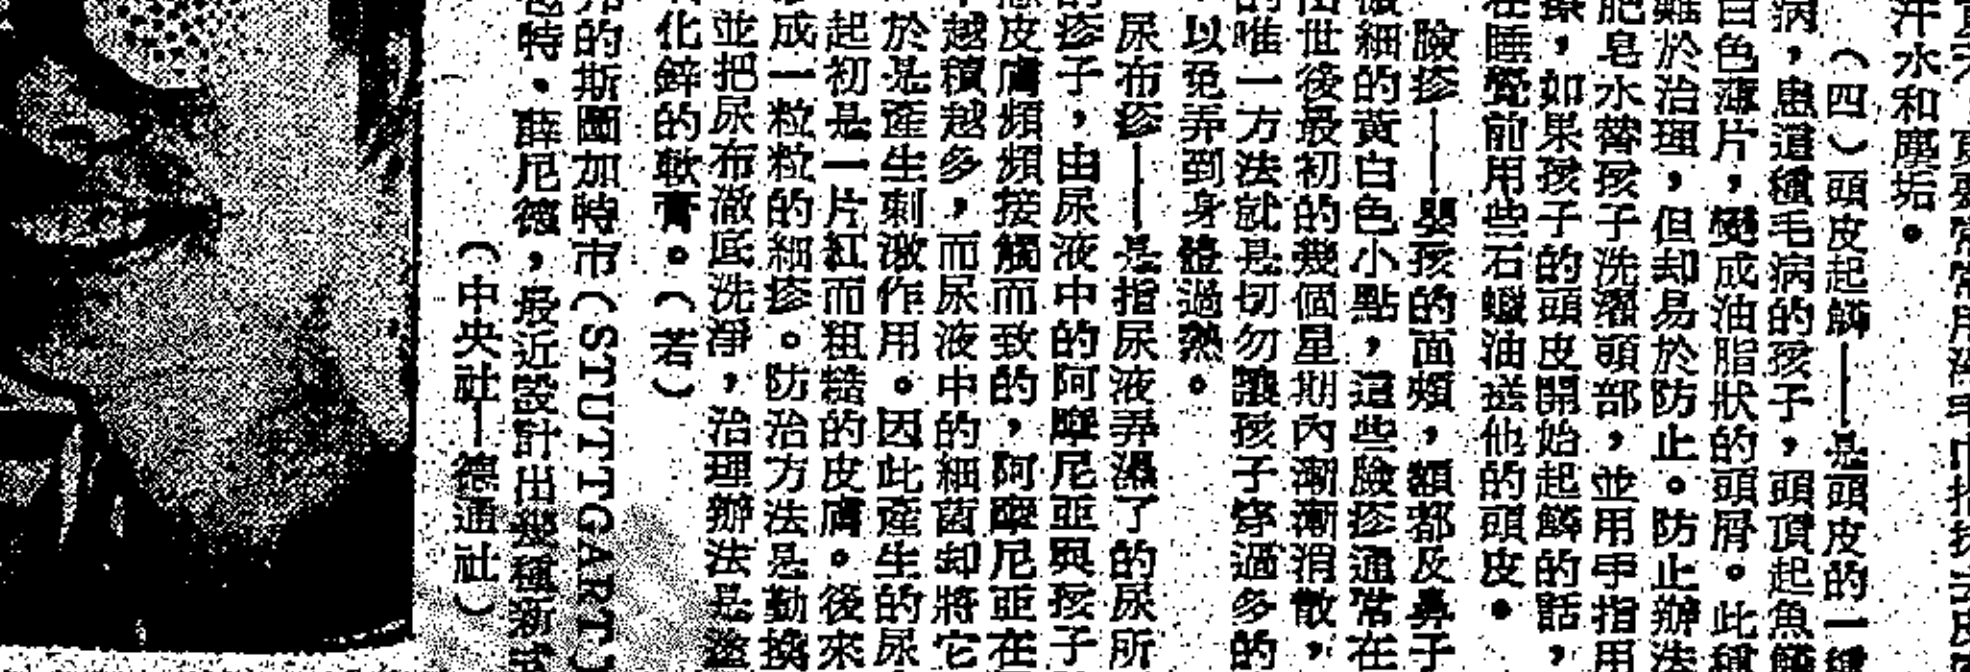 汗水和塵垢。
（四）頭皮起鱗——是頭皮的一種
病，患這種毛病的孩子，頭頂起魚鱗
白色薄片，變成油脂狀的頭屑。此種
難於治理，但却易於防止。防止辦法
肥皂水替孩子洗濯頭部，並用手指用
擦，如果孩子的頭皮開始起鱗的話，
在睡覺前用些石蠟油搽他的頭皮。
臉疹——嬰孩的面頰，額都及鼻子
微細的黃白色小點，這些臉疹通常在
出世後最初的幾個星期內漸漸消散，
的唯一方法就是切勿讓孩子穿過多的
以免弄到身體過熱。
尿布疹——是指尿液弄濕了的尿所
的疹子，由尿液中的阿摩尼亞與孩子
皮膚頻頻接觸而致的，阿摩尼亞在
越積越多，而尿液中的細菌却將它
於是產生刺激作用。因此產生的尿
起初是一片紅而粗糙的皮膚。後來
成一粒粒的細疹。防治方法是勤換
並把尿布澈底洗淨，治理辦法是塗
化鋅的軟膏。（若）
的斯圖加特市（STUTTGART）
特・薛尼德，最近設計出幾種新
（中央社—德通社）